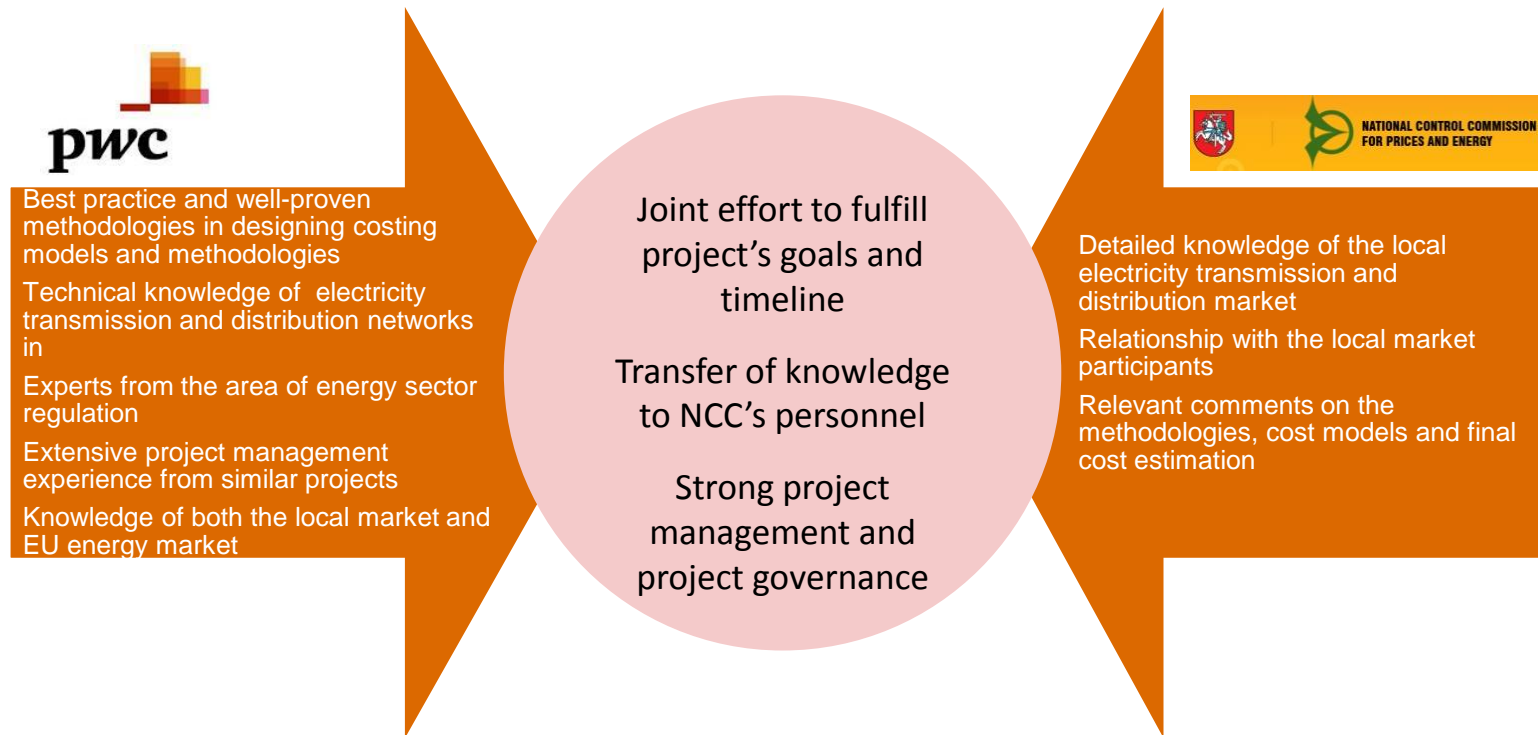 pwc
Best practice and well-proven
methodologies in designing costing
models and methodologies
Technical knowledge of  electricity
transmission and distribution networks
in
Experts from the area of energy sector
regulation
Extensive project management
experience from similar projects
Knowledge of both the local market and
EU energy market
Joint effort to fulfill
project’s goals and
timeline
Transfer of knowledge
to NCC’s personnel
Strong project
management and
project governance
NATIONAL CONTROL COMMISSION
FOR PRICES AND ENERGY
Detailed knowledge of the local
electricity transmission and
distribution market
Relationship with the local market
participants
Relevant comments on the
methodologies, cost models and final
cost estimation